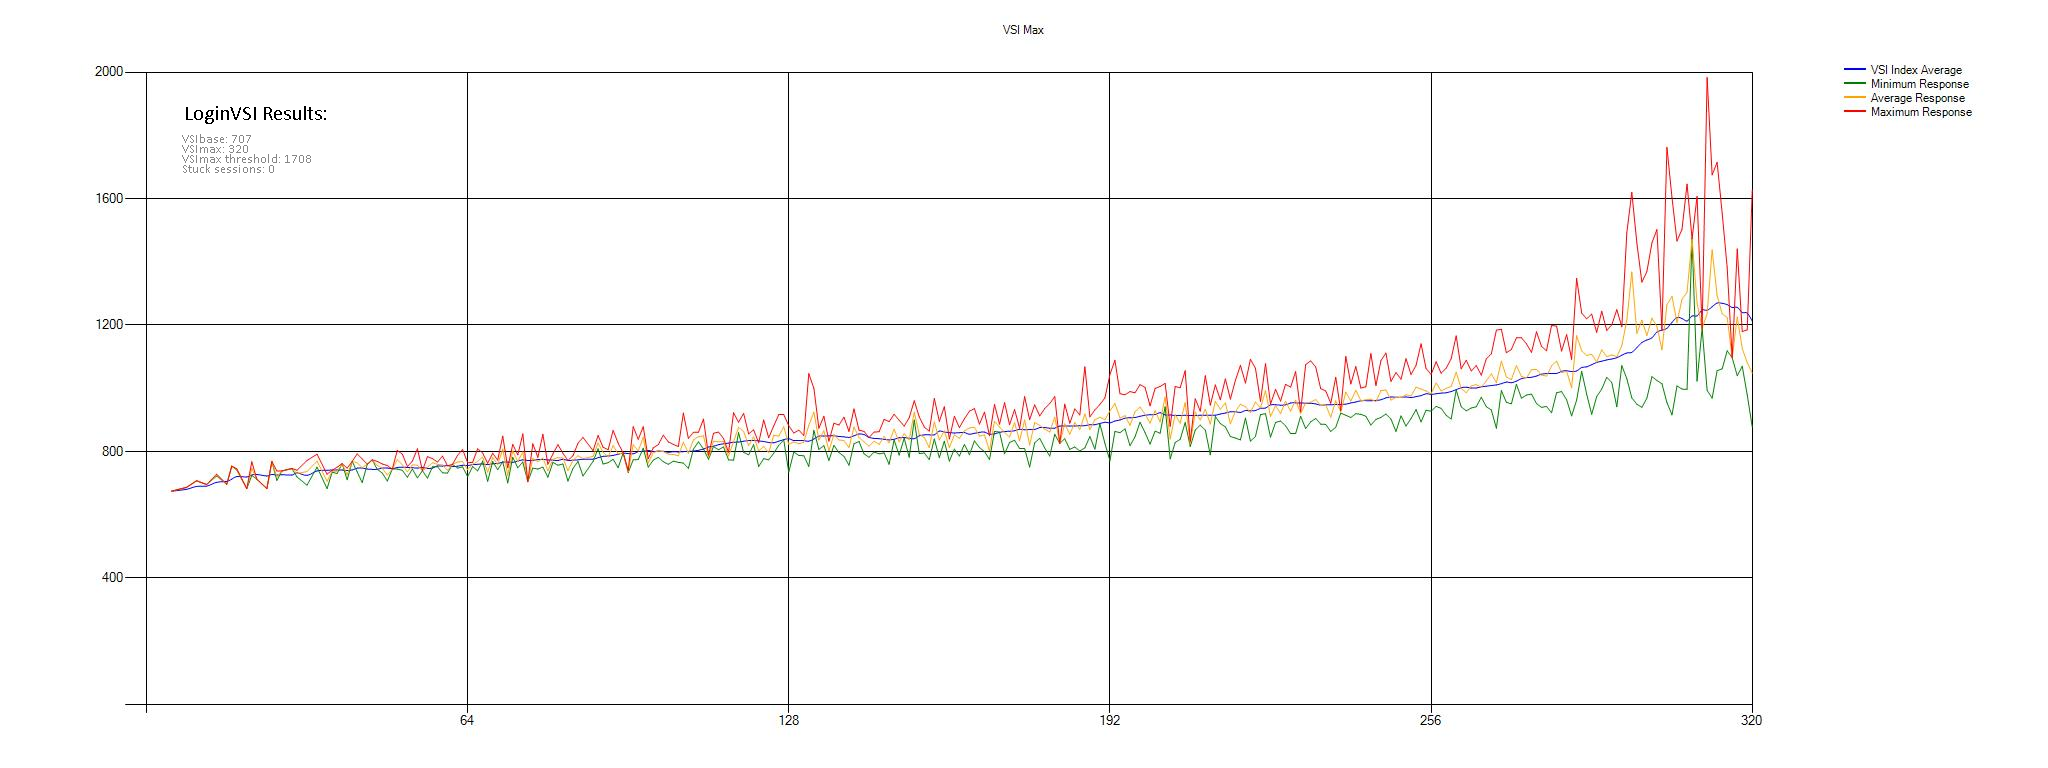 VSI Max
2000
1600
1200
800
400
64
128
192
256
320
LoginVSI Results:
VSIbase: 707
VSImax: 320
VSImax threshold: 1708
Stuck sessions: 0
VSI Index Average
Minimum Response
Average Response
Maximum Response